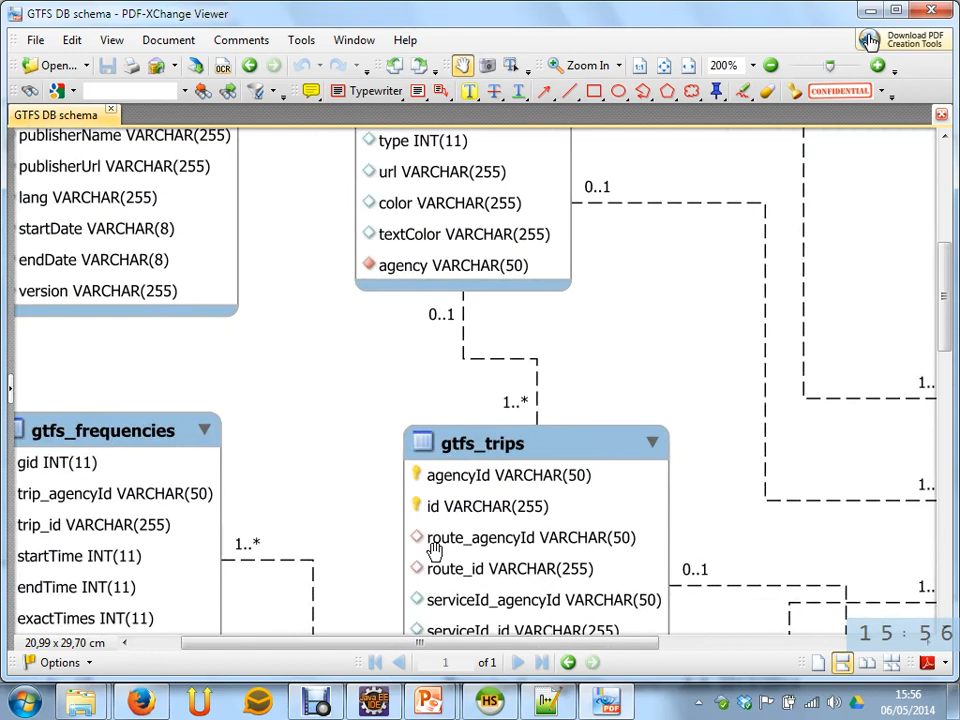 GTFS DB schema - PDF-XChange Viewer
File Edit View Document Comments Tools Window Help
Download PDF
Creation Tools
Open... OCR Zoom In 200%
Typewriter CONFIDENTIAL
GTFS DB schema
publisherName VARCHAR(255)
publisherUrl VARCHAR(255)
lang VARCHAR(255)
startDate VARCHAR(8)
endDate VARCHAR(8)
version VARCHAR(255)
type INT(11)
url VARCHAR(255)
color VARCHAR(255)
textColor VARCHAR(255)
agency VARCHAR(50)
0..1
0..1
1..*
1..
1..
gtfs_frequencies
gid INT(11)
trip_agencyId VARCHAR(50)
trip_id VARCHAR(255)
startTime INT(11)
endTime INT(11)
exactTimes INT(11)
1..*
gtfs_trips
agencyId VARCHAR(50)
id VARCHAR(255)
route_agencyId VARCHAR(50)
route_id VARCHAR(255)
serviceId_agencyId VARCHAR(50)
serviceId_id VARCHAR(255)
0..1
1..
15:56
20,99 x 29,70 cm
Options 1 of 1
Java EE
IDE
HS
15:56
06/05/2014